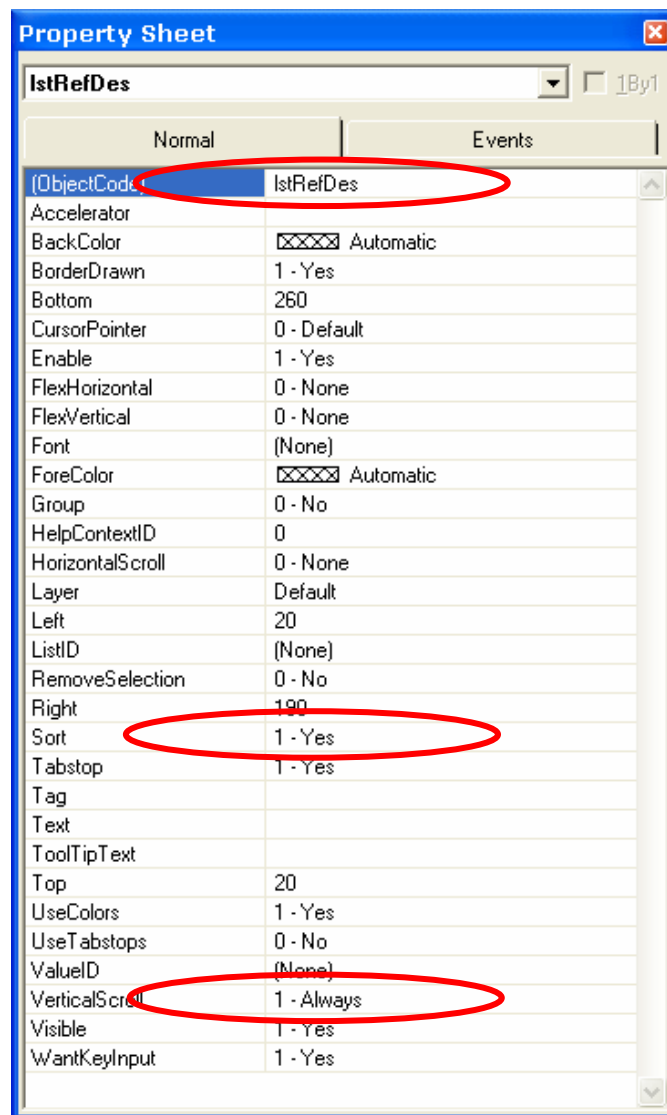 Property Sheet
lstRefDes 1By1
Normal Events
(ObjectCode) lstRefDes
Accelerator
BackColor Automatic
BorderDrawn 1 - Yes
Bottom 260
CursorPointer 0 - Default
Enable 1 - Yes
FlexHorizontal 0 - None
FlexVertical 0 - None
Font (None)
ForeColor Automatic
Group 0 - No
HelpContextID 0
HorizontalScroll 0 - None
Layer Default
Left 20
ListID (None)
RemoveSelection 0 - No
Right 190
Sort 1 - Yes
Tabstop 1 - Yes
Tag
Text
ToolTipText
Top 20
UseColors 1 - Yes
UseTabstops 0 - No
ValueID (None)
VerticalScroll 1 - Always
Visible 1 - Yes
WantKeyInput 1 - Yes